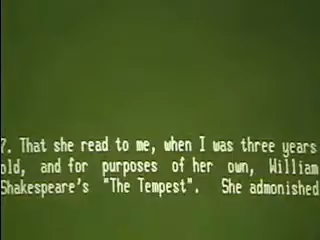 7. That she read to me, when I was three years
old, and for purposes of her own, William
Shakespeare's "The Tempest". She admonished